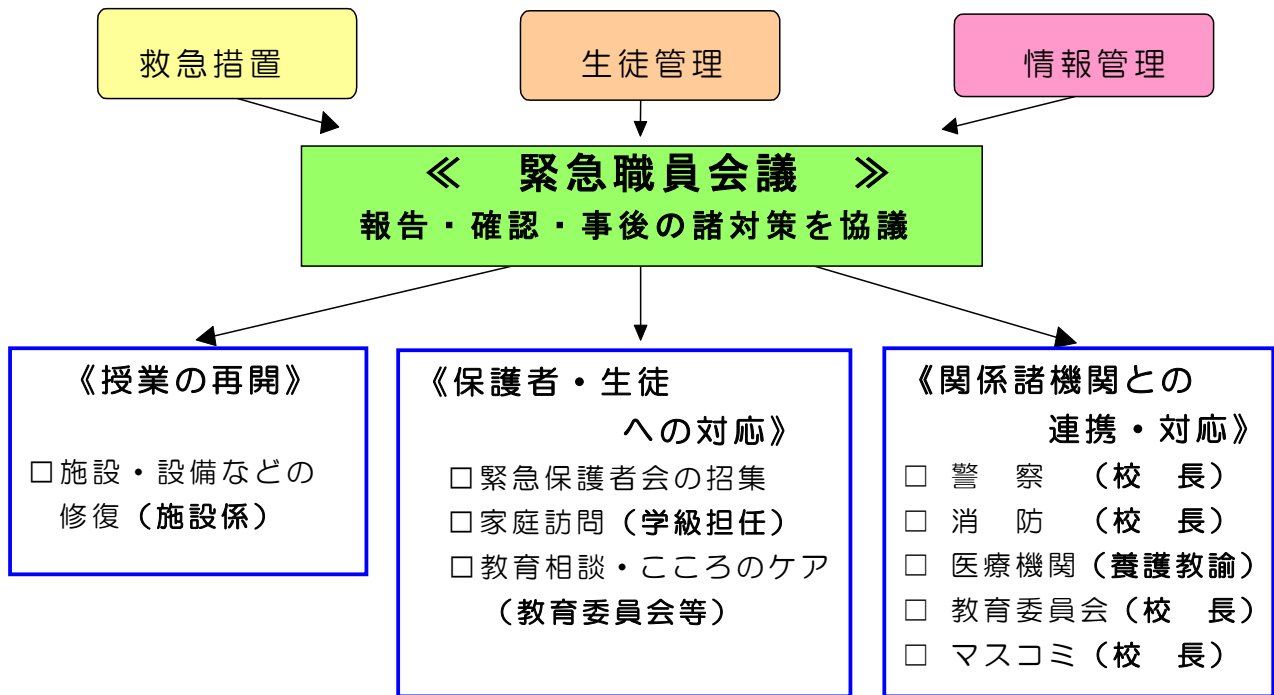 救急措置
生徒管理
情報管理
≪　緊急職員会議　≫
報告・確認・事後の諸対策を協議
《授業の再開》
□施設・設備などの
修復（施設係）
《保護者・生徒
への対応》
□緊急保護者会の招集
□家庭訪問（学級担任）
□教育相談・こころのケア
（教育委員会等）
《関係諸機関との
連携・対応》
□ 警　察　（校　長）
□ 消　防　（校　長）
□ 医療機関（養護教諭）
□ 教育委員会（校　長）
□ マスコミ（校　長）